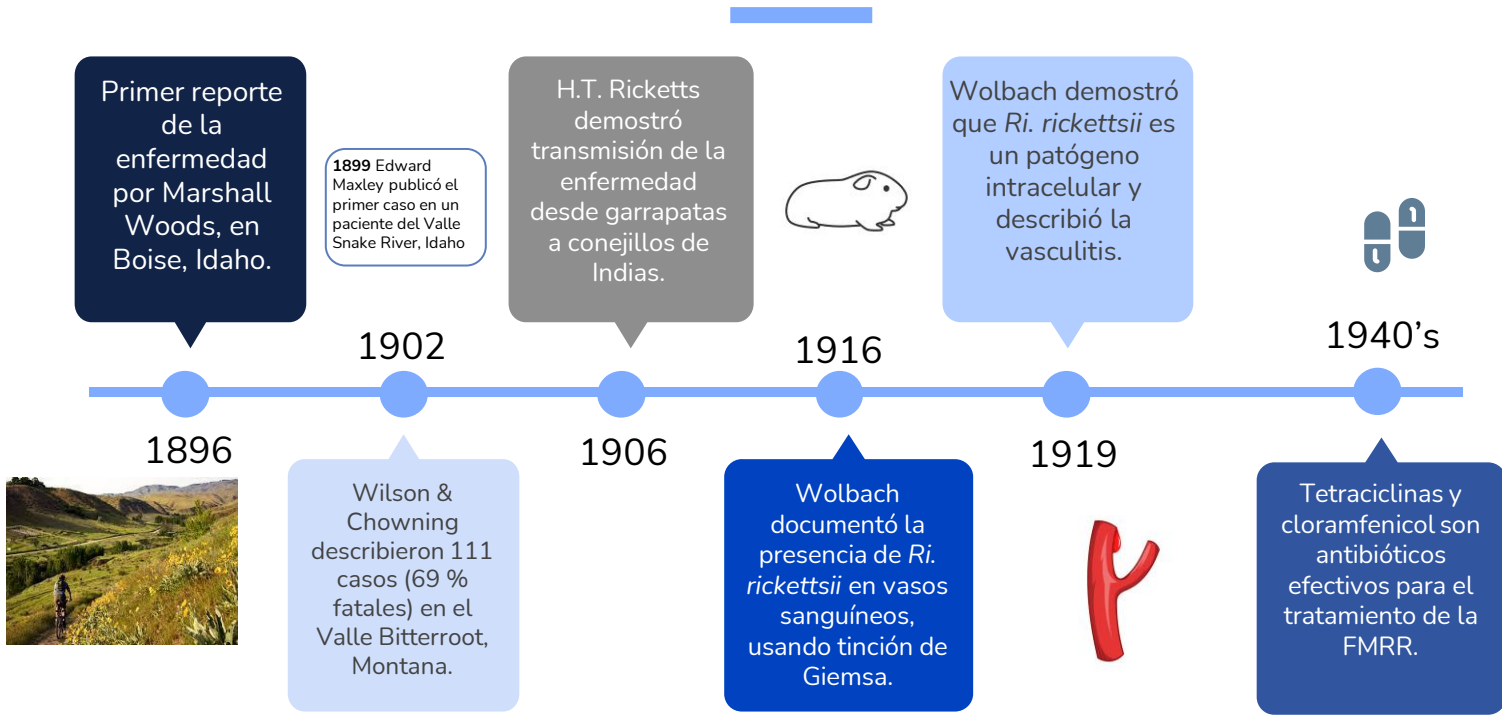 Primer reporte
de la
enfermedad
por Marshall
Woods, en
Boise, Idaho.
1896
1899 Edward
Maxley publicó el
primer caso en un
paciente del Valle
Snake River, Idaho
1902
Wilson &
Chowning
describieron 111
casos (69 %
fatales) en el
Valle Bitterroot,
Montana.
H.T. Ricketts
demostró
transmisión de la
enfermedad
desde garrapatas
a conejillos de
Indias.
1906
1916
Wolbach
documentó la
presencia de Ri.
rickettsii en vasos
sanguíneos,
usando tinción de
Giemsa.
Wolbach demostró
que Ri. rickettsii es
un patógeno
intracelular y
describió la
vasculitis.
1919
1940’s
Tetraciclinas y
cloramfenicol son
antibióticos
efectivos para el
tratamiento de la
FMRR.